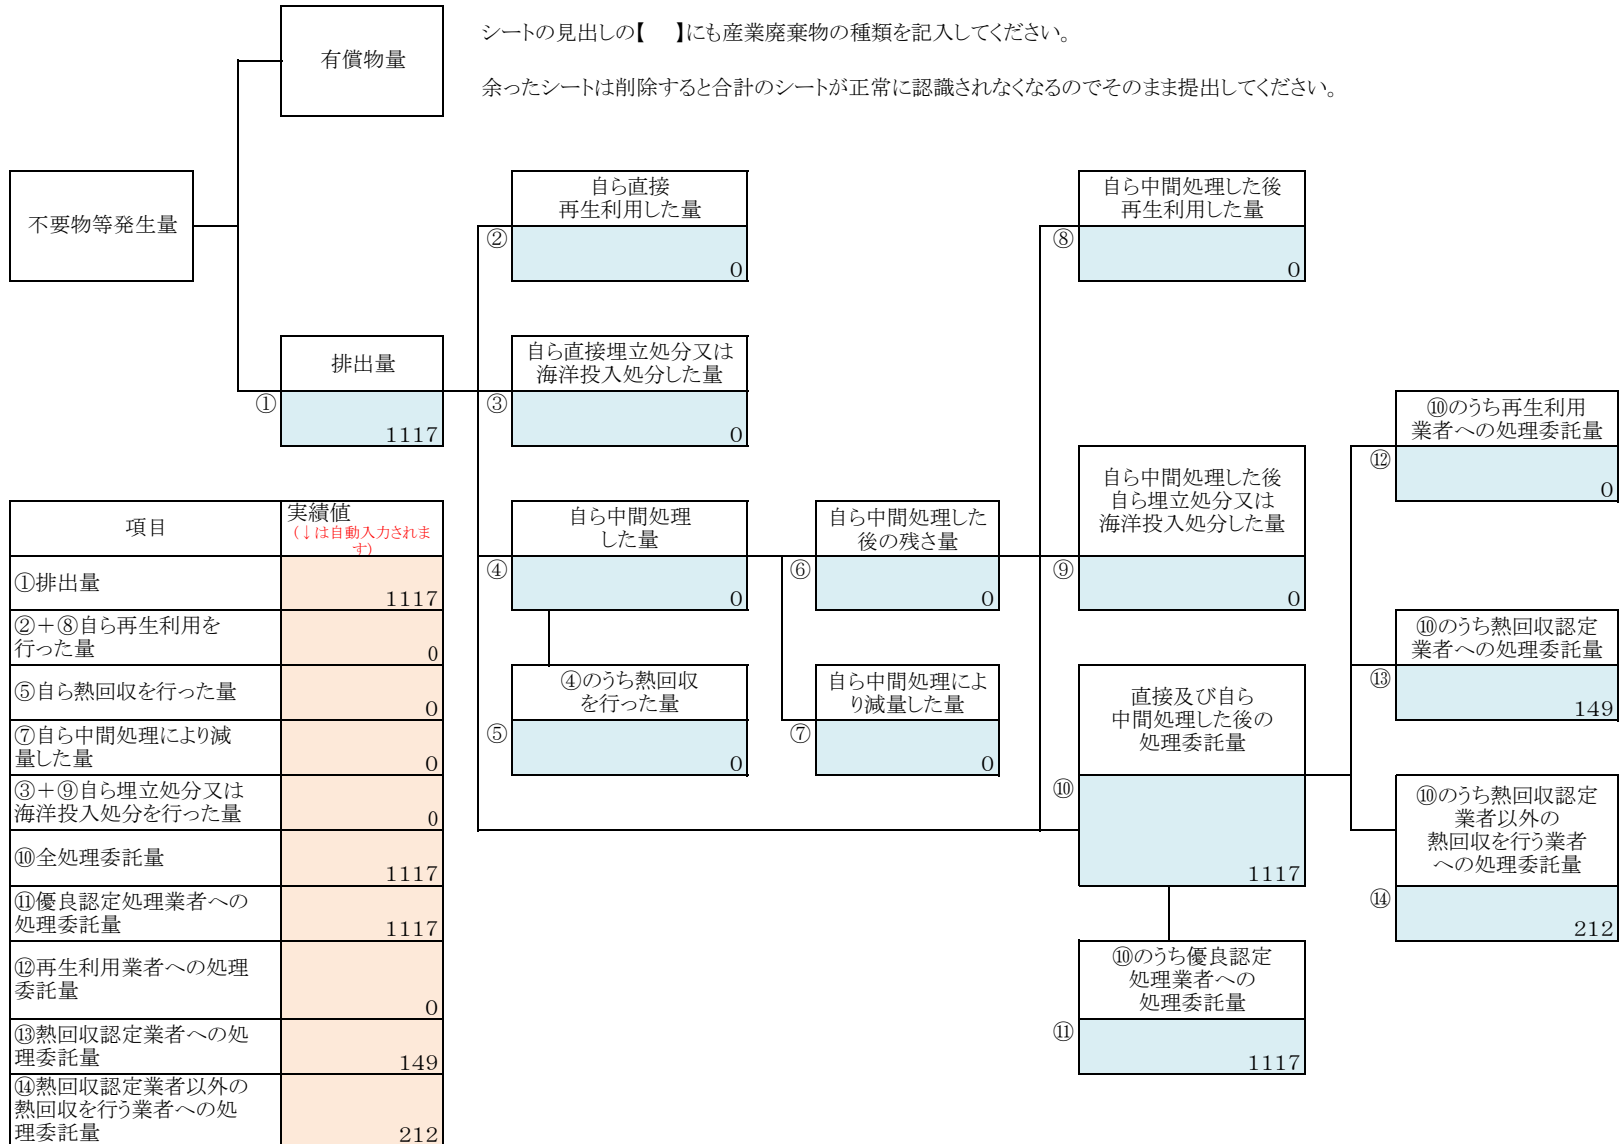 シートの見出しの【　】にも産業廃棄物の種類を記入してください。
有償物量
余ったシートは削除すると合計のシートが正常に認識されなくなるのでそのまま提出してください。
不要物等発生量
自ら直接
再生利用した量
②
0
自ら中間処理した後
再生利用した量
⑧
0
排出量
①
1117
自ら直接埋立処分又は
海洋投入処分した量
③
0
⑩のうち再生利用
業者への処理委託量
⑫
0
自ら中間処理
した量
④
0
自ら中間処理した
後の残さ量
⑥
0
自ら中間処理した後
自ら埋立処分又は
海洋投入処分した量
⑨
0
⑩のうち熱回収認定
業者への処理委託量
⑬
149
④のうち熱回収
を行った量
⑤
0
自ら中間処理によ
り減量した量
⑦
0
直接及び自ら
中間処理した後の
処理委託量
⑩
1117
⑩のうち熱回収認定
業者以外の
熱回収を行う業者
への処理委託量
⑭
212
⑩のうち優良認定
処理業者への
処理委託量
⑪
1117
項目
実績値
(↓は自動入力されま
す)
①排出量
1117
②＋⑧自ら再生利用を
行った量
0
⑤自ら熱回収を行った量
0
⑦自ら中間処理により減
量した量
0
③＋⑨自ら埋立処分又は
海洋投入処分を行った量
0
⑩全処理委託量
1117
⑪優良認定処理業者への
処理委託量
1117
⑫再生利用業者への処理
委託量
0
⑬熱回収認定業者への処
理委託量
149
⑭熱回収認定業者以外の
熱回収を行う業者への処
理委託量
212